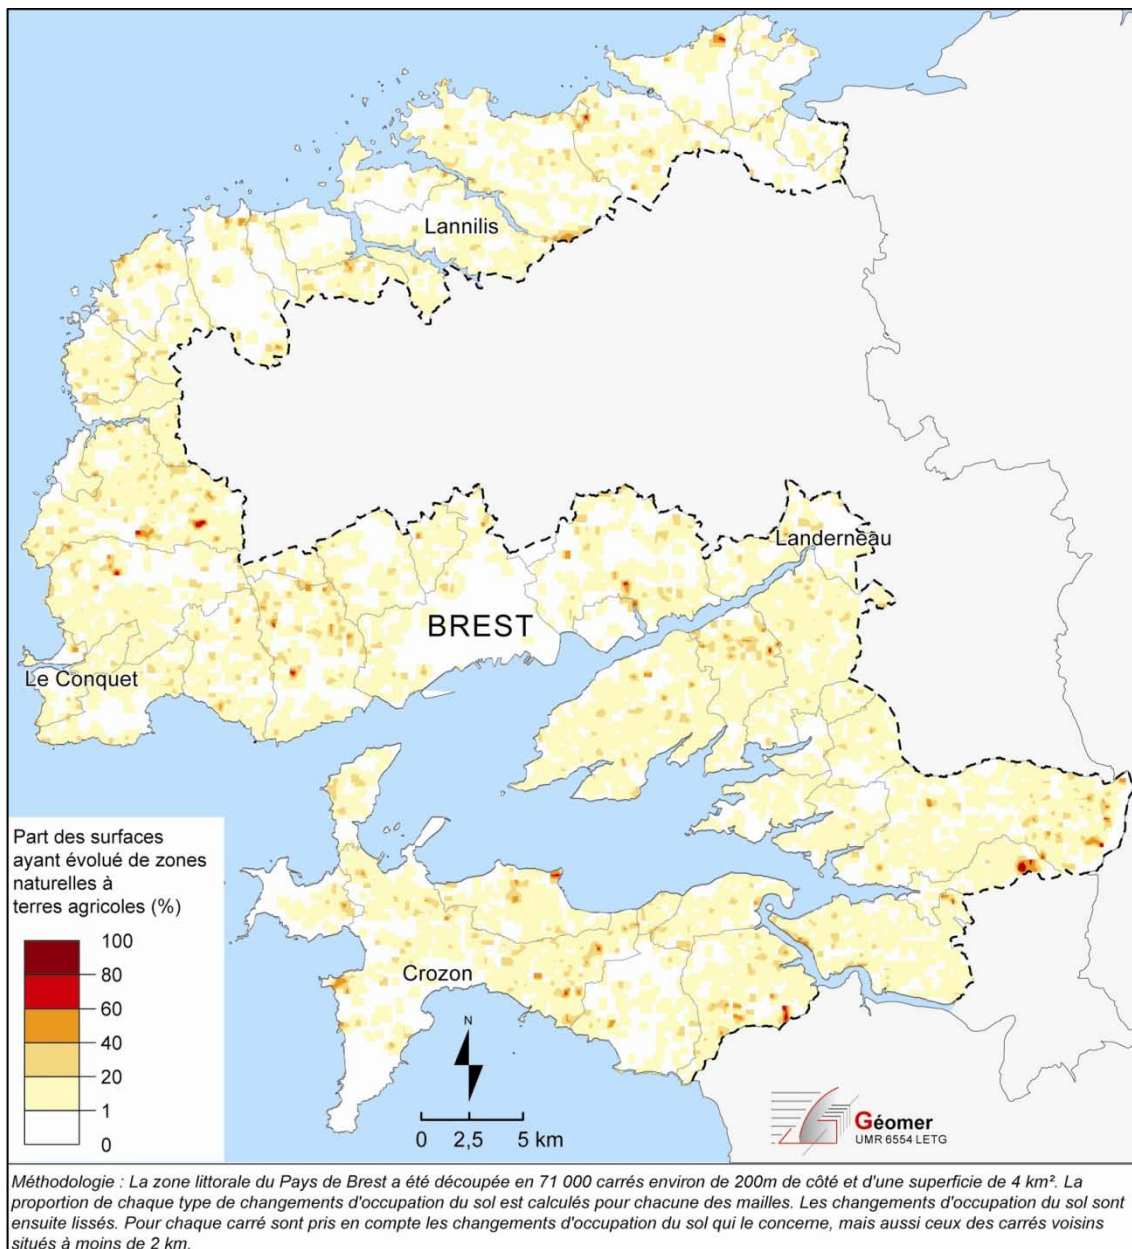 Lannilis
Landerneau
BREST
Le Conquet
Part des surfaces
ayant évolué de zones
naturelles à
terres agricoles (%)
100
80
60
40
20
1
0
Crozon
N
0 2,5 5 km
Géomer
UMR 6554 LETG
Méthodologie : La zone littorale du Pays de Brest a été découpée en 71 000 carrés environ de 200m de côté et d'une superficie de 4 km². La
proportion de chaque type de changements d'occupation du sol est calculés pour chacune des mailles. Les changements d'occupation du sol sont
ensuite lissés. Pour chaque carré sont pris en compte les changements d'occupation du sol qui le concerne, mais aussi ceux des carrés voisins
situés à moins de 2 km.